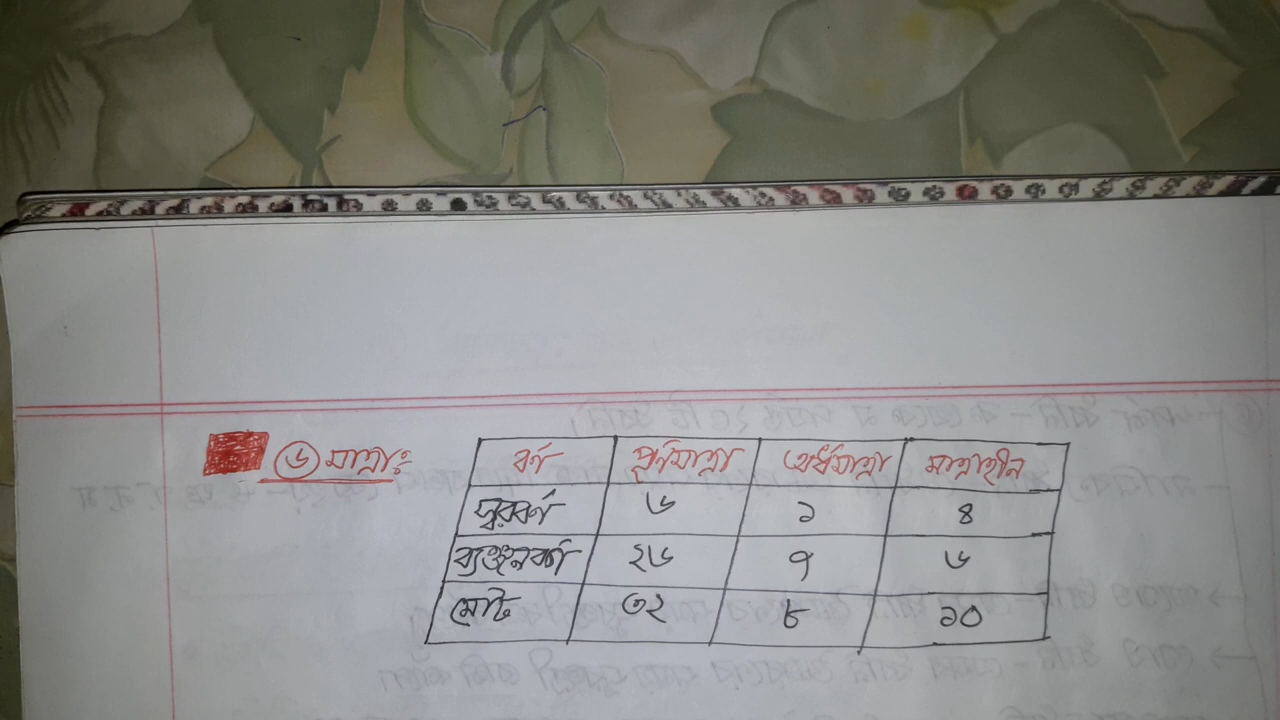 ৬ মাত্রাঃ
বর্ণ পূর্ণমাত্রা অর্ধমাত্রা মাত্রাহীন
স্বরবর্ণ ৬ ১ ৪
ব্যঞ্জনবর্ণ ২৬ ৭ ৬
মোট ৩২ ৮ ১০